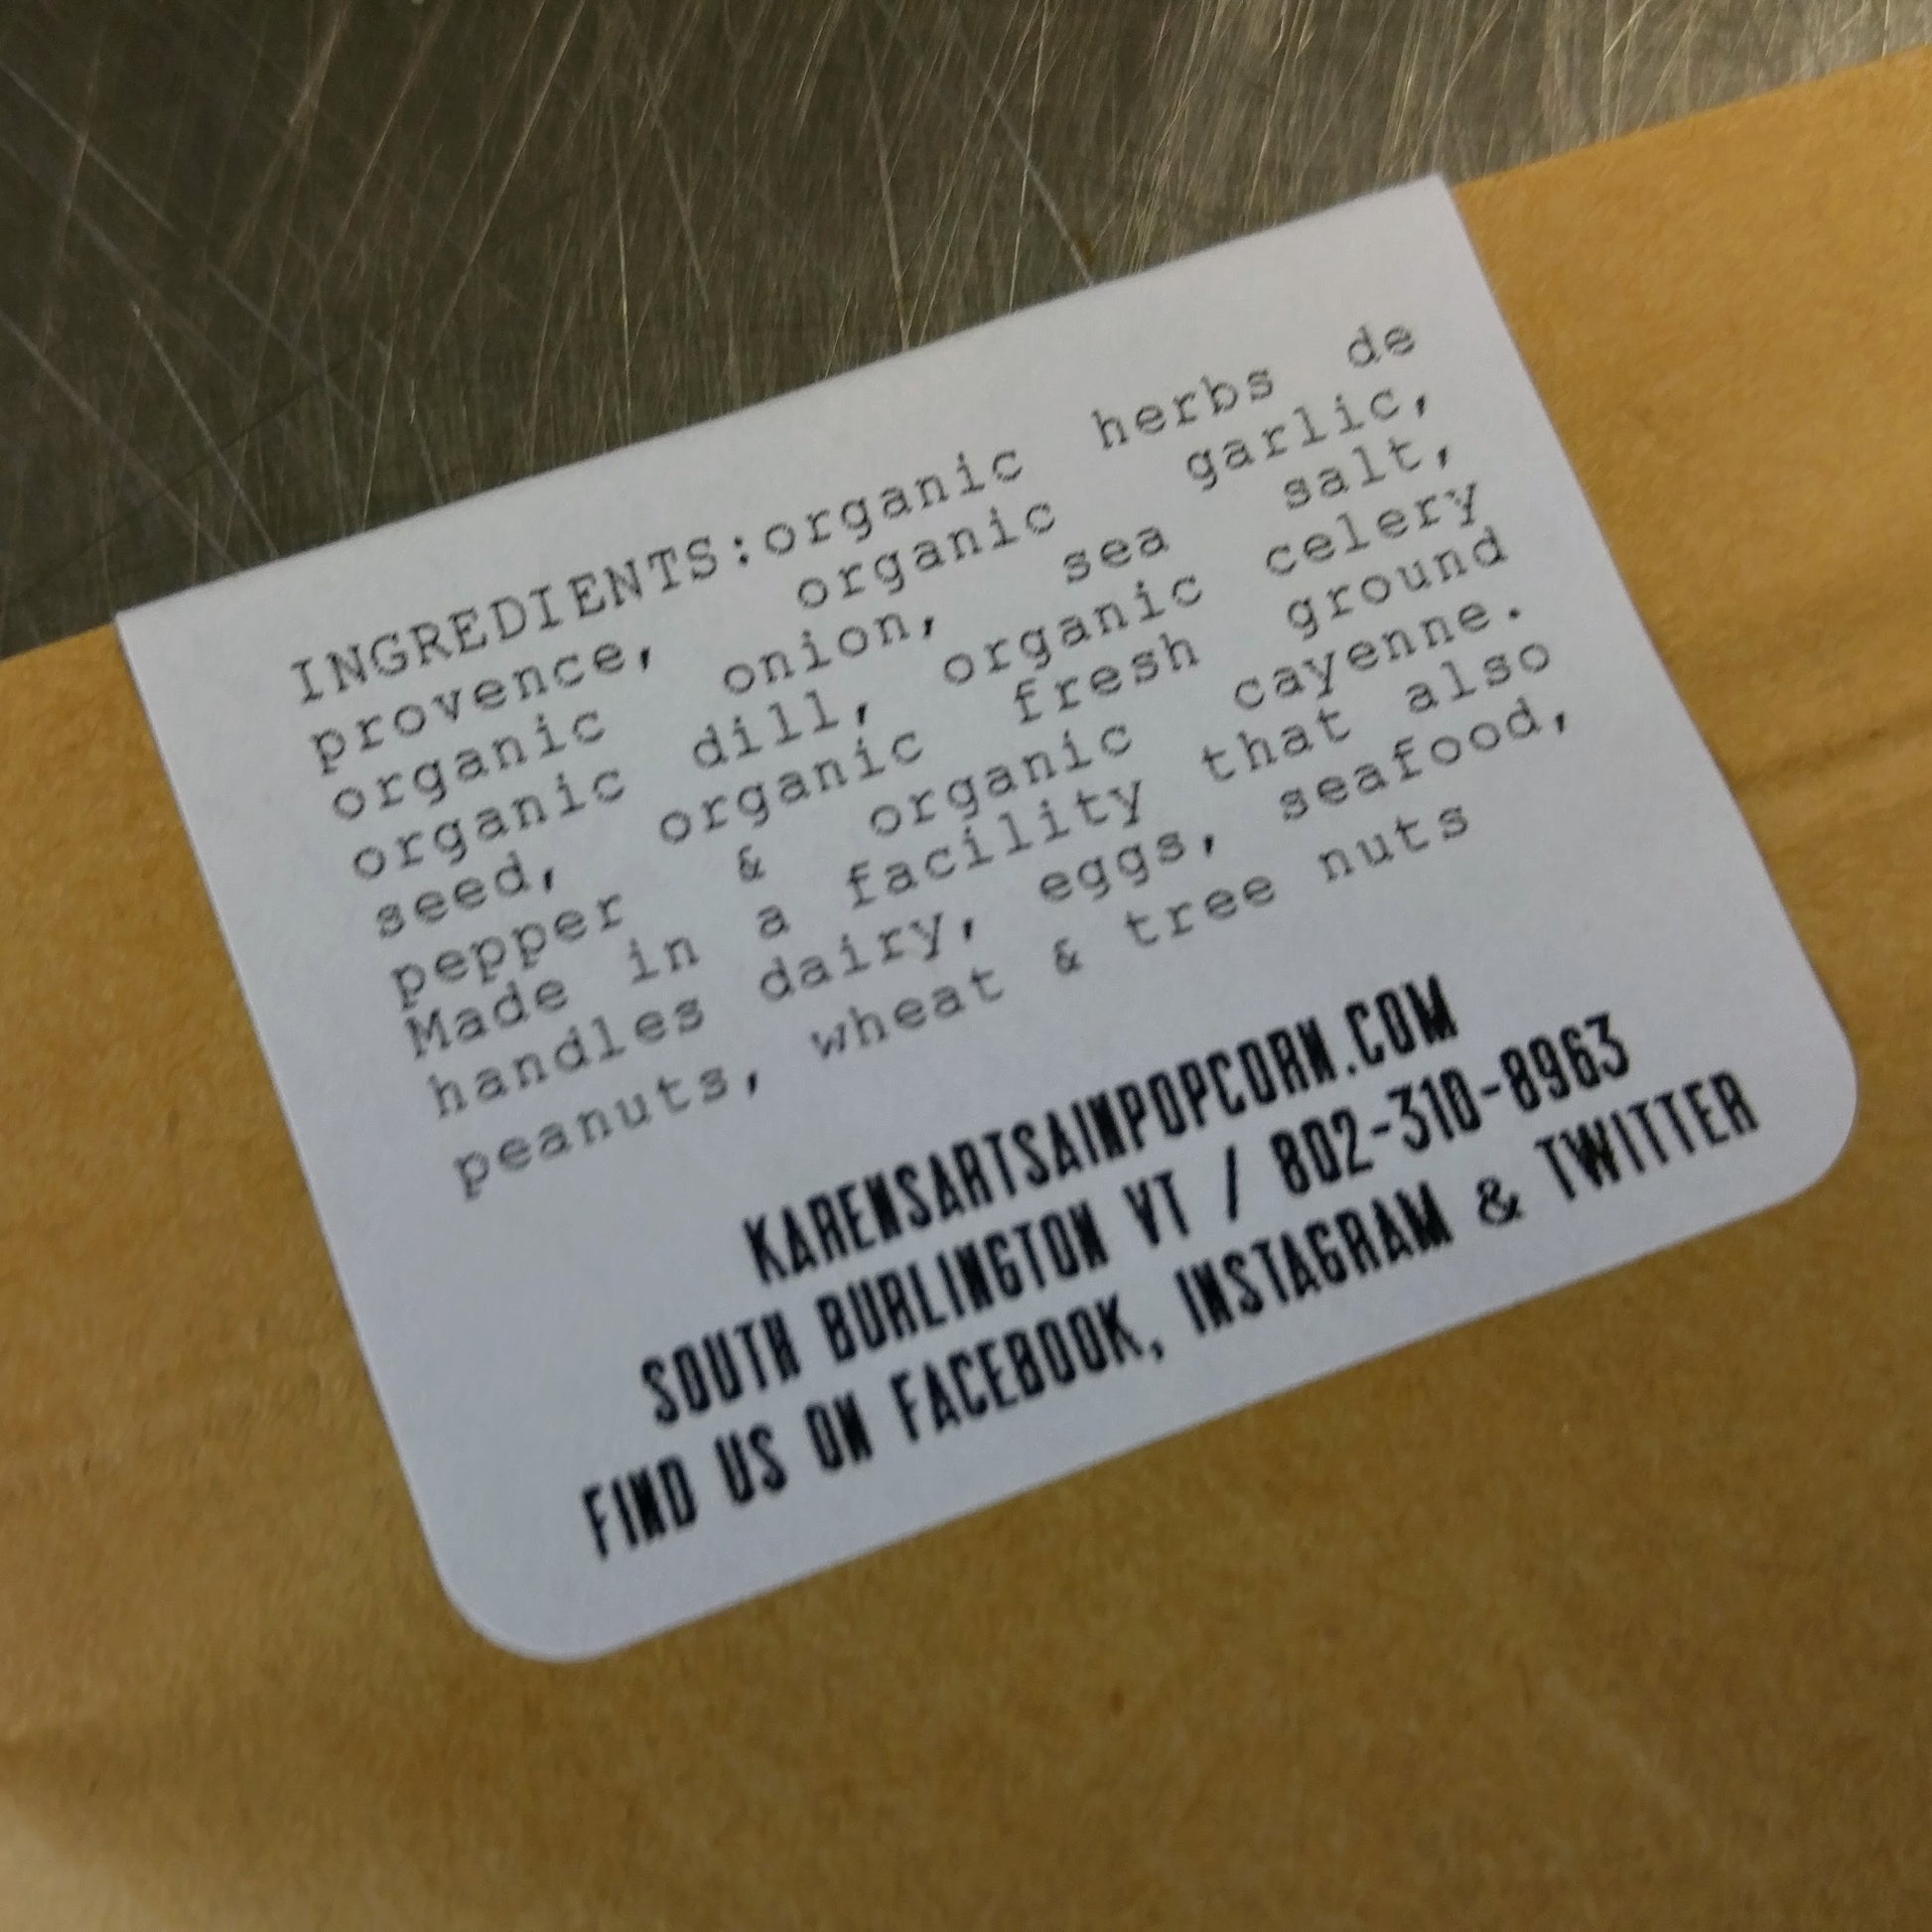 INGREDIENTS:organic herbs de
provence, organic garlic,
organic onion, sea salt,
organic dill, organic celery
seed, organic fresh ground
pepper & organic cayenne.
Made in a facility that also
handles dairy, eggs, seafood,
peanuts, wheat & tree nuts
KARENSARTSAINPOPCORN.COM
SOUTH BURLINGTON VT / 802-310-8963
FIND US ON FACEBOOK, INSTAGRAM & TWITTER